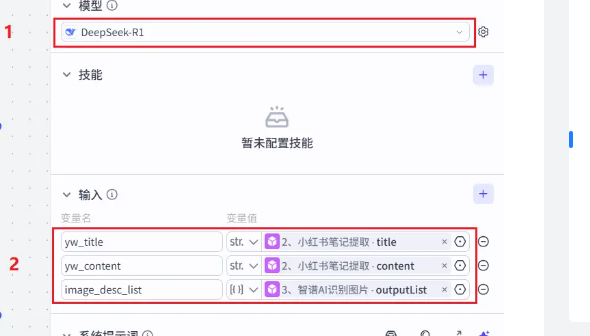 模型
1
DeepSeek-R1
技能
暂未配置技能
输入
变量名 变量值
yw_title str. 2、小红书笔记提取 · title
2
yw_content str. 2、小红书笔记提取 · content
image_desc_list [()] 3、智谱AI识别图片 · outputList
系统提示词